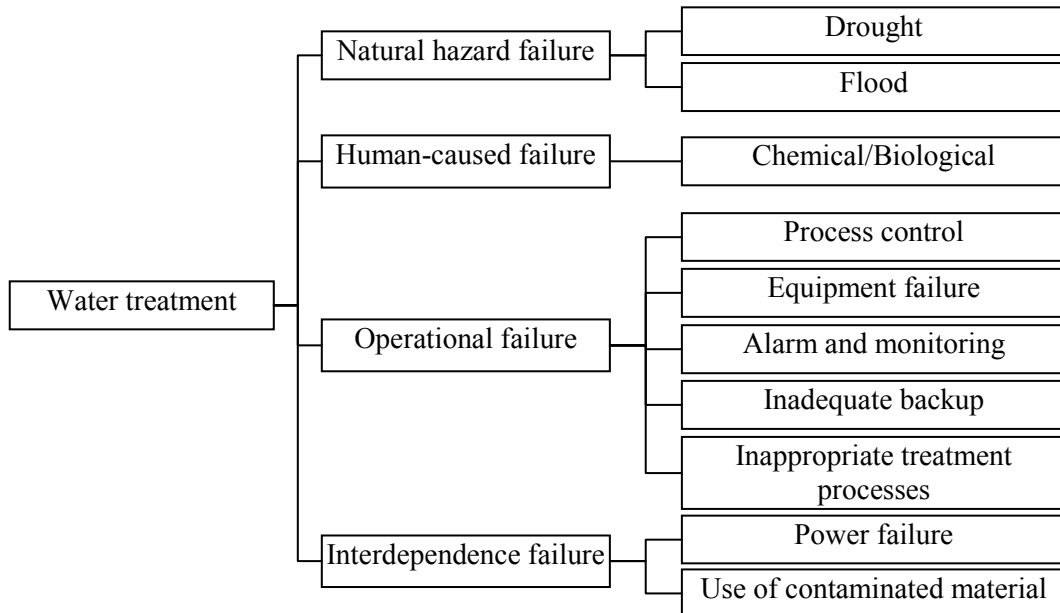 Water treatment
Natural hazard failure
Drought
Flood
Human-caused failure
Chemical/Biological
Operational failure
Process control
Equipment failure
Alarm and monitoring
Inadequate backup
Inappropriate treatment
processes
Interdependence failure
Power failure
Use of contaminated material